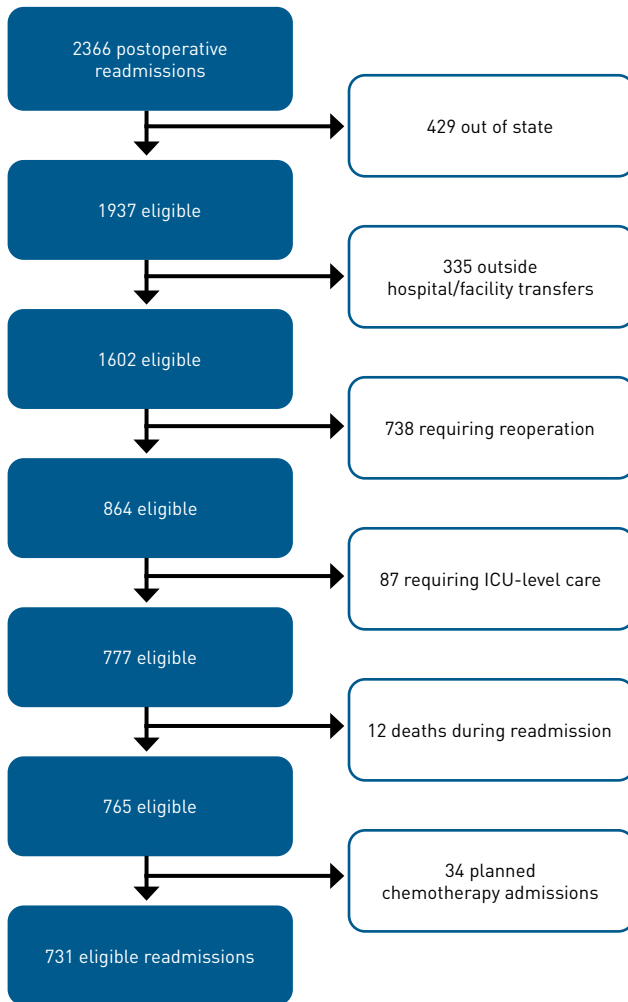 2366 postoperative
readmissions
429 out of state
1937 eligible
335 outside
hospital/facility transfers
1602 eligible
738 requiring reoperation
864 eligible
87 requiring ICU-level care
777 eligible
12 deaths during readmission
765 eligible
34 planned
chemotherapy admissions
731 eligible readmissions